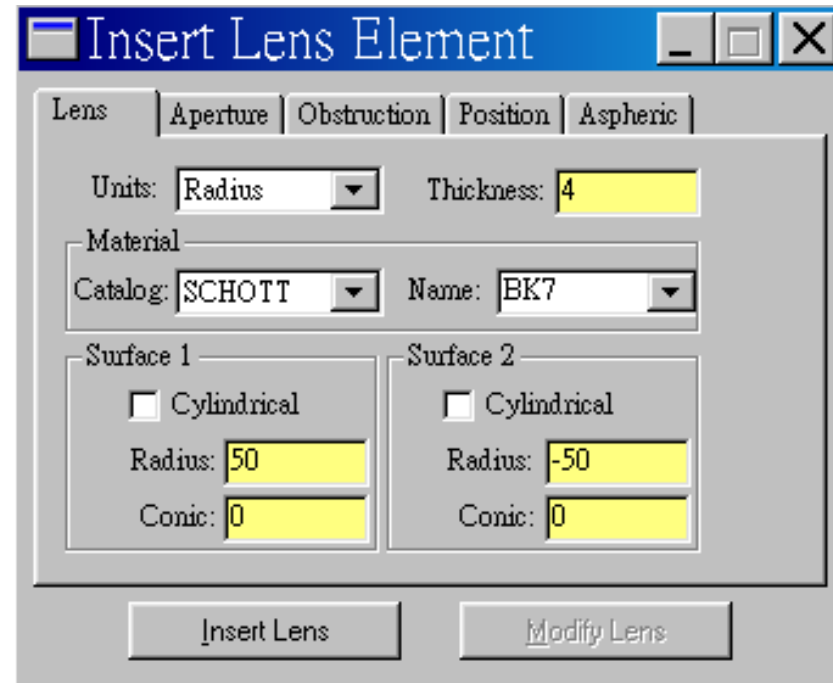 Insert Lens Element
Lens Aperture Obstruction Position Aspheric
Units: Radius Thickness: 4
Material
Catalog: SCHOTT Name: BK7
Surface 1 Surface 2
Cylindrical Cylindrical
Radius: 50 Radius: -50
Conic: 0 Conic: 0
Insert Lens Modify Lens